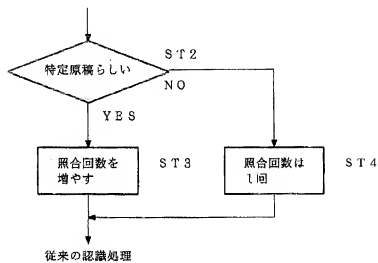 ST2
特定原稿らしい
NO
YES
照合回数を
増やす
ST3
照合回数は
1回
ST4
従来の認識処理